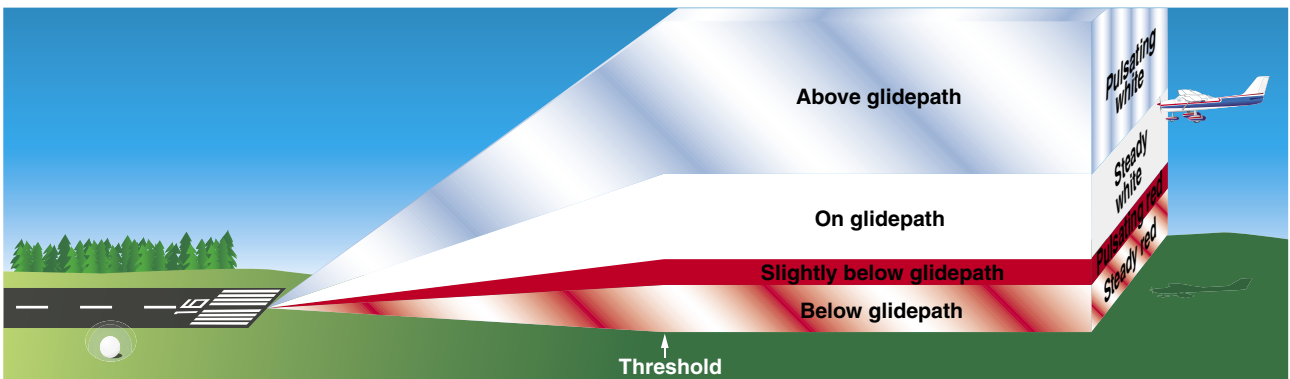 Above glidepath
Pulsating
white
On glidepath
Steady
white
Slightly below glidepath
Pulsating red
Below glidepath
Steady red
15
Threshold